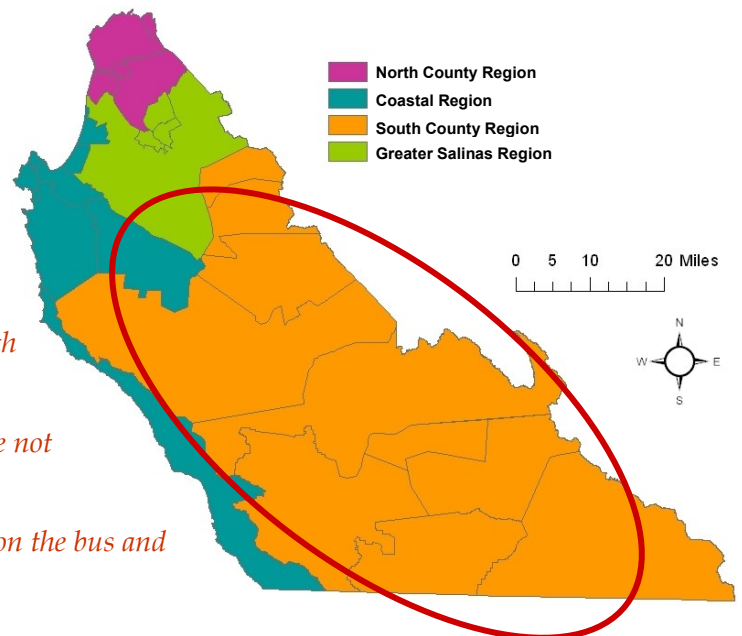 North County Region
Coastal Region
South County Region
Greater Salinas Region
0 5 10 20 Miles
N
W E
S
e not
on the bus and